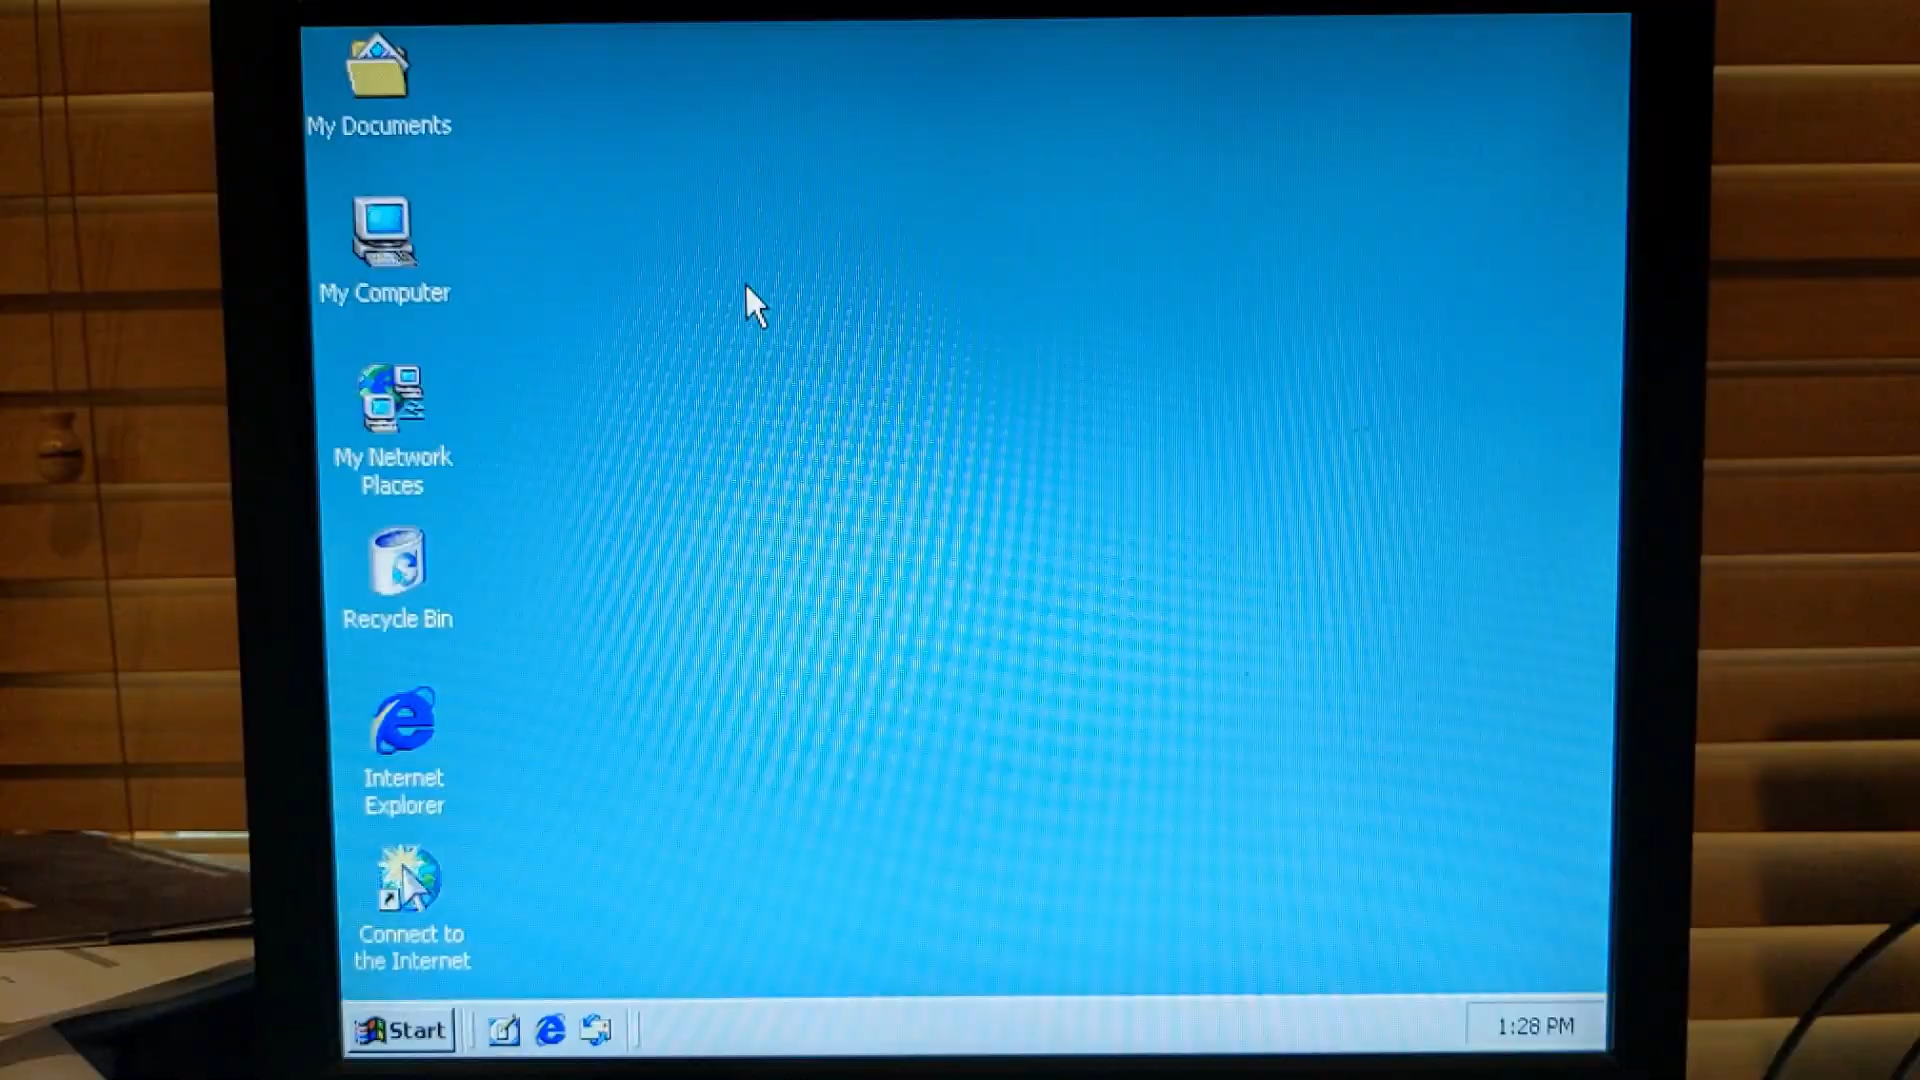 My Documents
My Computer
My Network
Places
Recycle Bin
Internet
Explorer
Connect to
the Internet
Start
1:28 PM